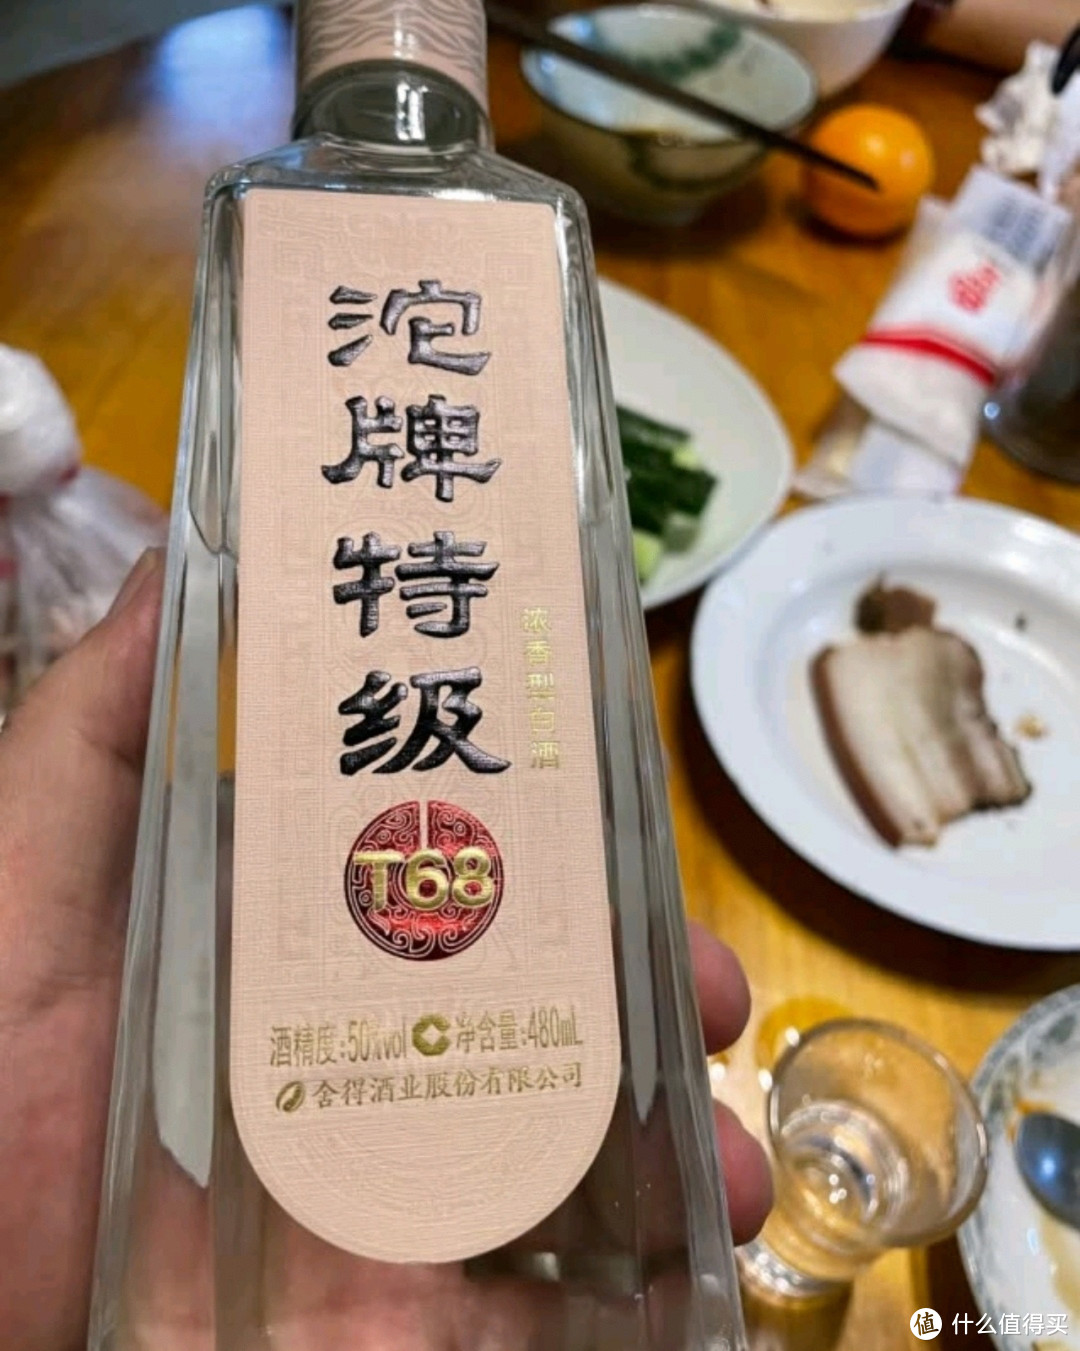 沱牌特级
浓香型白酒
T68
酒精度:50%vol 净含量:480mL
舍得酒业股份有限公司
值 什么值得买